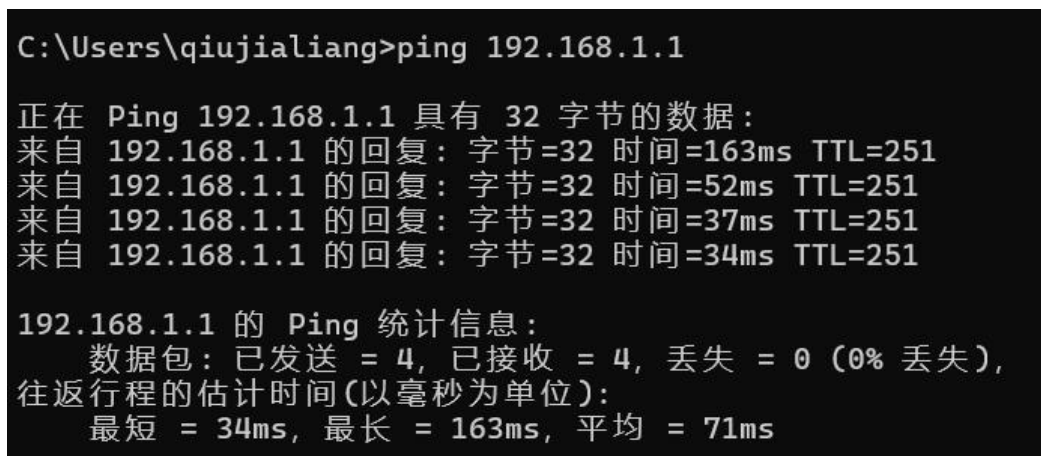 C:\Users\qiujialiang>ping 192.168.1.1
正在 Ping 192.168.1.1 具有 32 字节的数据:
来自 192.168.1.1 的回复: 字节=32 时间=163ms TTL=251
来自 192.168.1.1 的回复: 字节=32 时间=52ms TTL=251
来自 192.168.1.1 的回复: 字节=32 时间=37ms TTL=251
来自 192.168.1.1 的回复: 字节=32 时间=34ms TTL=251
192.168.1.1 的 Ping 统计信息:
数据包: 已发送 = 4, 已接收 = 4, 丢失 = 0 (0% 丢失),
往返行程的估计时间(以毫秒为单位):
最短 = 34ms, 最长 = 163ms, 平均 = 71ms